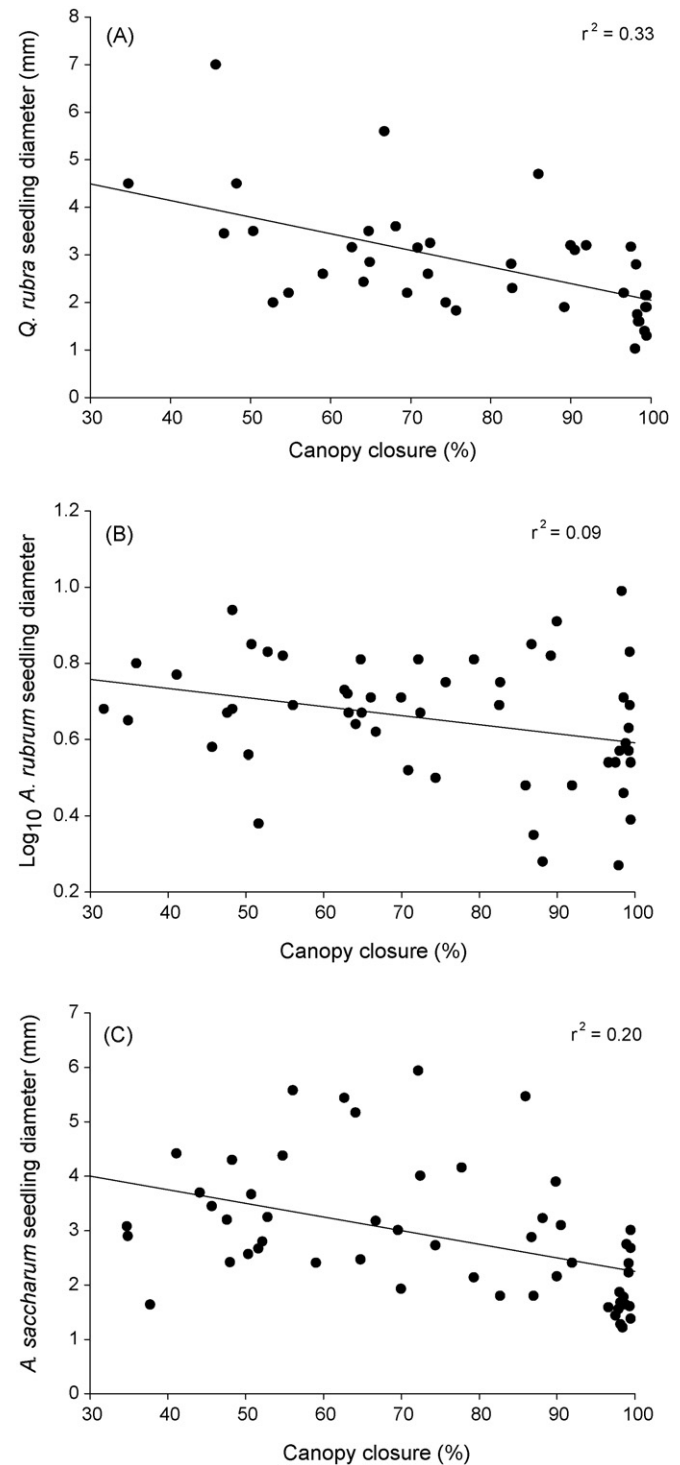 (A)
r² = 0.33
8
7
6
5
4
3
2
1
0
Q. rubra seedling diameter (mm)
30 40 50 60 70 80 90 100
Canopy closure (%)
(B)
r² = 0.09
1.2
1.0
0.8
0.6
0.4
0.2
Log₁₀ A. rubrum seedling diameter
30 40 50 60 70 80 90 100
Canopy closure (%)
(C)
r² = 0.20
7
6
5
4
3
2
1
0
A. saccharum seedling diameter (mm)
30 40 50 60 70 80 90 100
Canopy closure (%)